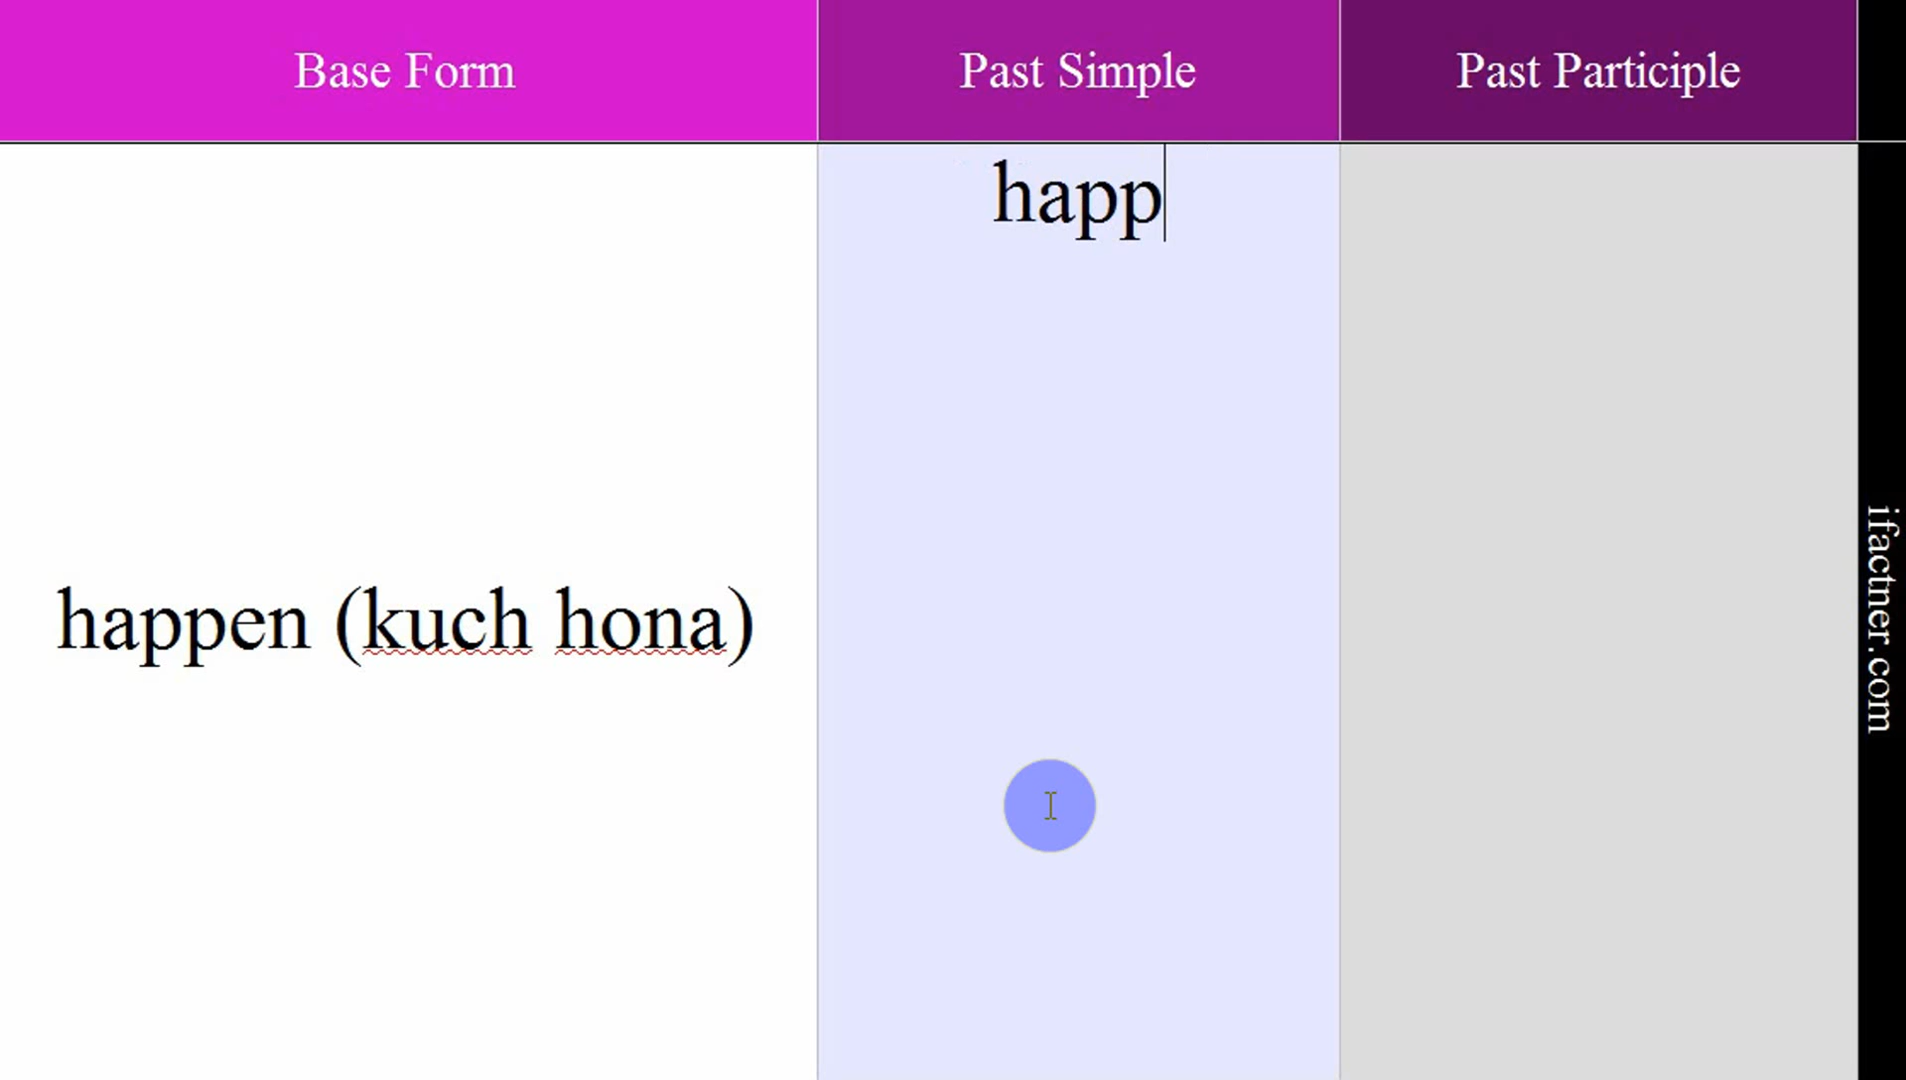 Base Form
Past Simple
Past Participle
happ
happen (kuch hona)
ifactner.com